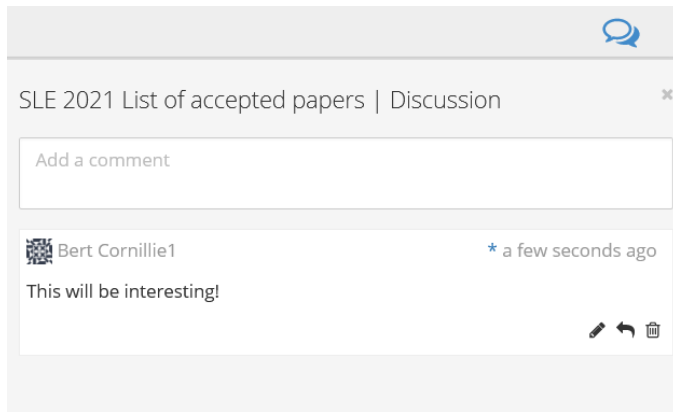 SLE 2021 List of accepted papers | Discussion
Add a comment
Bert Cornillie1 * a few seconds ago
This will be interesting!